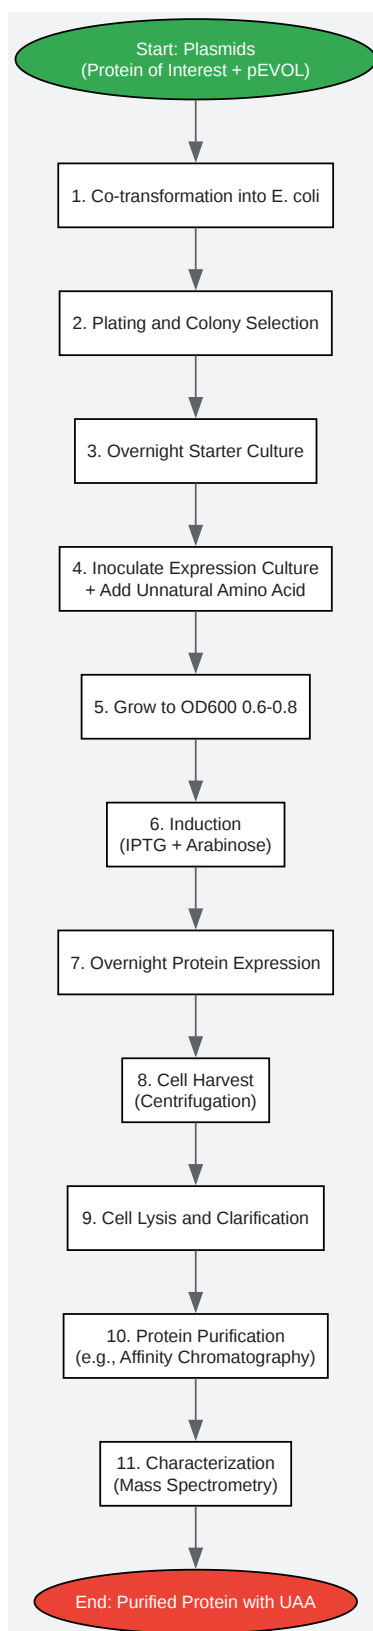 Start: Plasmids
(Protein of Interest + pEVOL)
1. Co-transformation into E. coli
2. Plating and Colony Selection
3. Overnight Starter Culture
4. Inoculate Expression Culture
+ Add Unnatural Amino Acid
5. Grow to OD600 0.6-0.8
6. Induction
(IPTG + Arabinose)
7. Overnight Protein Expression
8. Cell Harvest
(Centrifugation)
9. Cell Lysis and Clarification
10. Protein Purification
(e.g., Affinity Chromatography)
11. Characterization
(Mass Spectrometry)
End: Purified Protein with UAA